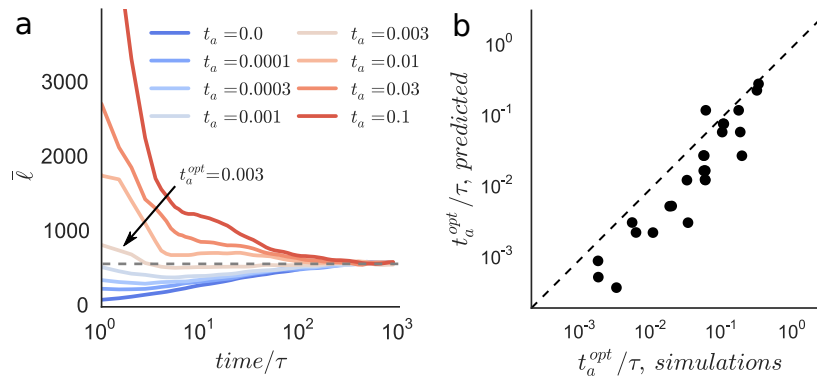 a
3000
2000
1000
0
ℓ̄
t_a = 0.0
t_a = 0.0001
t_a = 0.0003
t_a = 0.001
t_a = 0.003
t_a = 0.01
t_a = 0.03
t_a = 0.1
t_a^{opt} = 0.003
10^0 10^1 10^2 10^3
time/τ
b
10^0
10^{-1}
10^{-2}
10^{-3}
t_a^{opt}/τ, predicted
10^{-3} 10^{-2} 10^{-1} 10^0
t_a^{opt}/τ, simulations